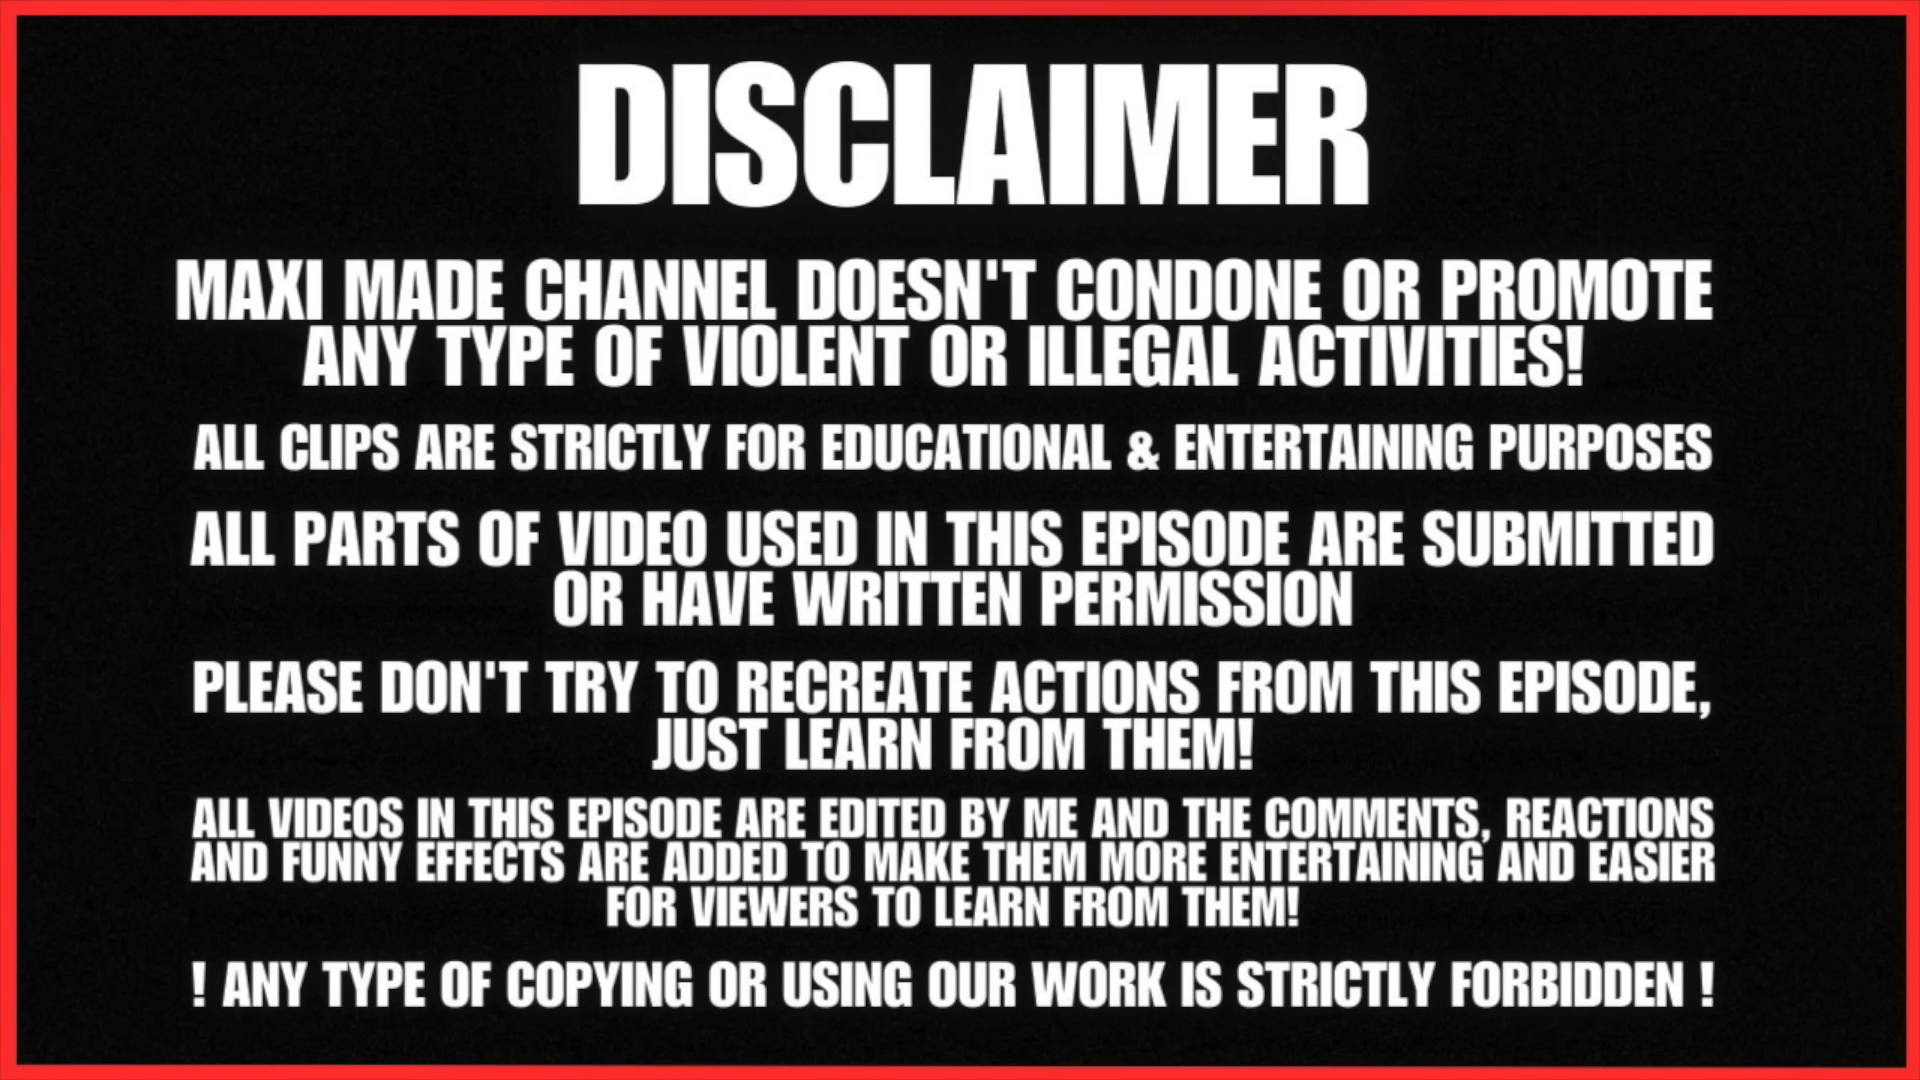 DISCLAIMER
MAXI MADE CHANNEL DOESN'T CONDONE OR PROMOTE
ANY TYPE OF VIOLENT OR ILLEGAL ACTIVITIES!
ALL CLIPS ARE STRICTLY FOR EDUCATIONAL & ENTERTAINING PURPOSES
ALL PARTS OF VIDEO USED IN THIS EPISODE ARE SUBMITTED
OR HAVE WRITTEN PERMISSION
PLEASE DON'T TRY TO RECREATE ACTIONS FROM THIS EPISODE,
JUST LEARN FROM THEM!
ALL VIDEOS IN THIS EPISODE ARE EDITED BY ME AND THE COMMENTS, REACTIONS
AND FUNNY EFFECTS ARE ADDED TO MAKE THEM MORE ENTERTAINING AND EASIER
FOR VIEWERS TO LEARN FROM THEM!
! ANY TYPE OF COPYING OR USING OUR WORK IS STRICTLY FORBIDDEN !